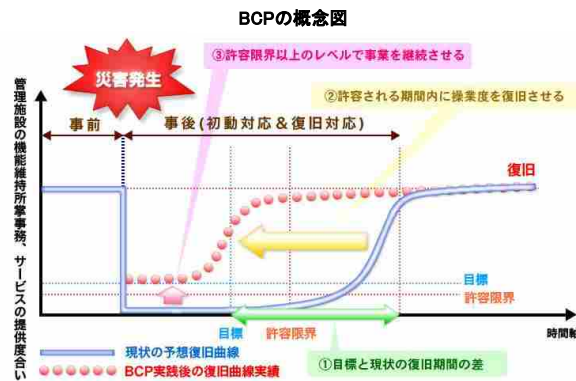 BCPの概念図
③許容限界以上のレベルで事業を継続させる
災害発生
②許容される期間内に操業度を復旧させる
事前
事後(初動対応&復旧対応)
復旧
管理施設の機能維持所掌事務、サービスの提供度合い
目標
許容限界
目標
許容限界
時間軸
現状の予想復旧曲線
BCP実践後の復旧曲線実績
①目標と現状の復旧期間の差